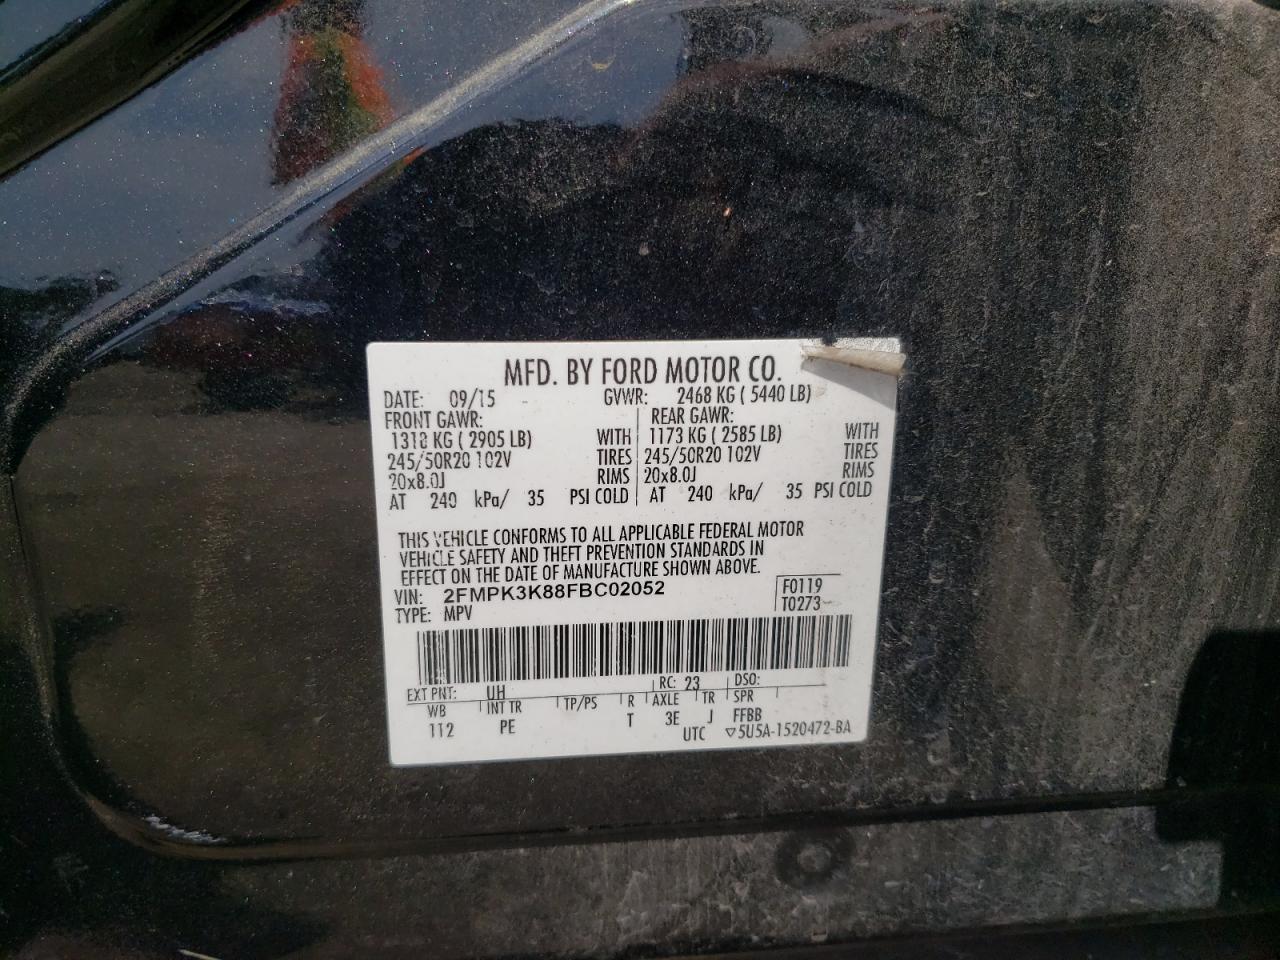 MFD. BY FORD MOTOR CO.
DATE: 09/15 GVWR: 2468 KG ( 5440 LB)
FRONT GAWR: REAR GAWR:
1318 KG ( 2905 LB) WITH 1173 KG ( 2585 LB) WITH
245/50R20 102V TIRES 245/50R20 102V TIRES
20x8.0J RIMS 20x8.0J RIMS
AT 240 kPa/ 35 PSI COLD AT 240 kPa/ 35 PSI COLD
THIS VEHICLE CONFORMS TO ALL APPLICABLE FEDERAL MOTOR
VEHICLE SAFETY AND THEFT PREVENTION STANDARDS IN
EFFECT ON THE DATE OF MANUFACTURE SHOWN ABOVE.
VIN: 2FMPK3K88FBC02052 F0119
TYPE: MPV T0273
EXT PNT: UH RC: 23 DSO:
WB INT TR TP/PS R AXLE TR SPR
112 PE T 3E J FFBB
UTC ▽5U5A-1520472-BA